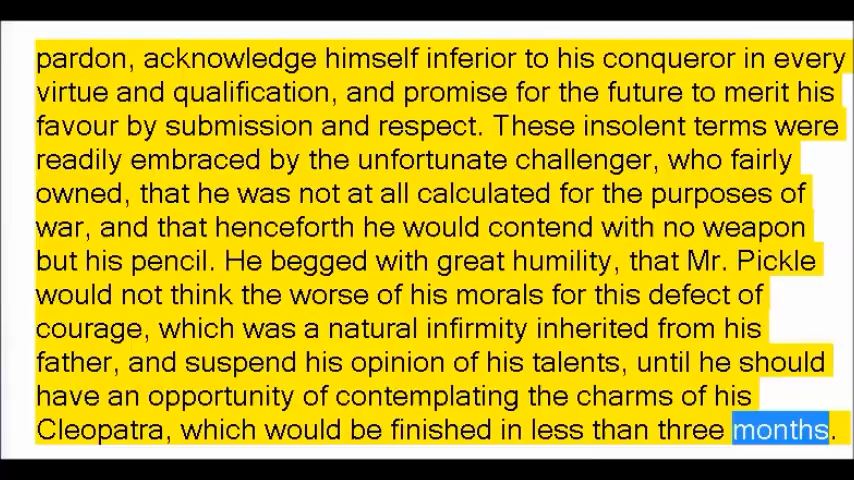 pardon, acknowledge himself inferior to his conqueror in every
virtue and qualification, and promise for the future to merit his
favour by submission and respect. These insolent terms were
readily embraced by the unfortunate challenger, who fairly
owned, that he was not at all calculated for the purposes of
war, and that henceforth he would contend with no weapon
but his pencil. He begged with great humility, that Mr. Pickle
would not think the worse of his morals for this defect of
courage, which was a natural infirmity inherited from his
father, and suspend his opinion of his talents, until he should
have an opportunity of contemplating the charms of his
Cleopatra, which would be finished in less than three months.